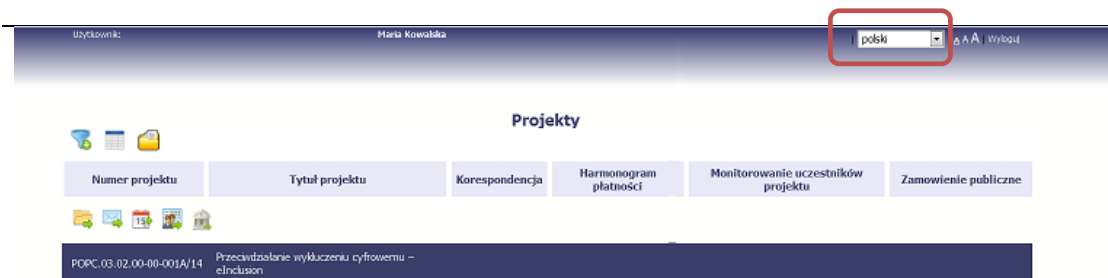 Użytkownik: Maria Kowalska | polski A A A | Wyloguj
Projekty
Numer projektu Tytuł projektu Korespondencja Harmonogram płatności Monitorowanie uczestników projektu Zamowienie publiczne
15
POPC.03.02.00-00-001A/14 Przeciwdziałanie wykluczeniu cyfrowemu –
eInclusion